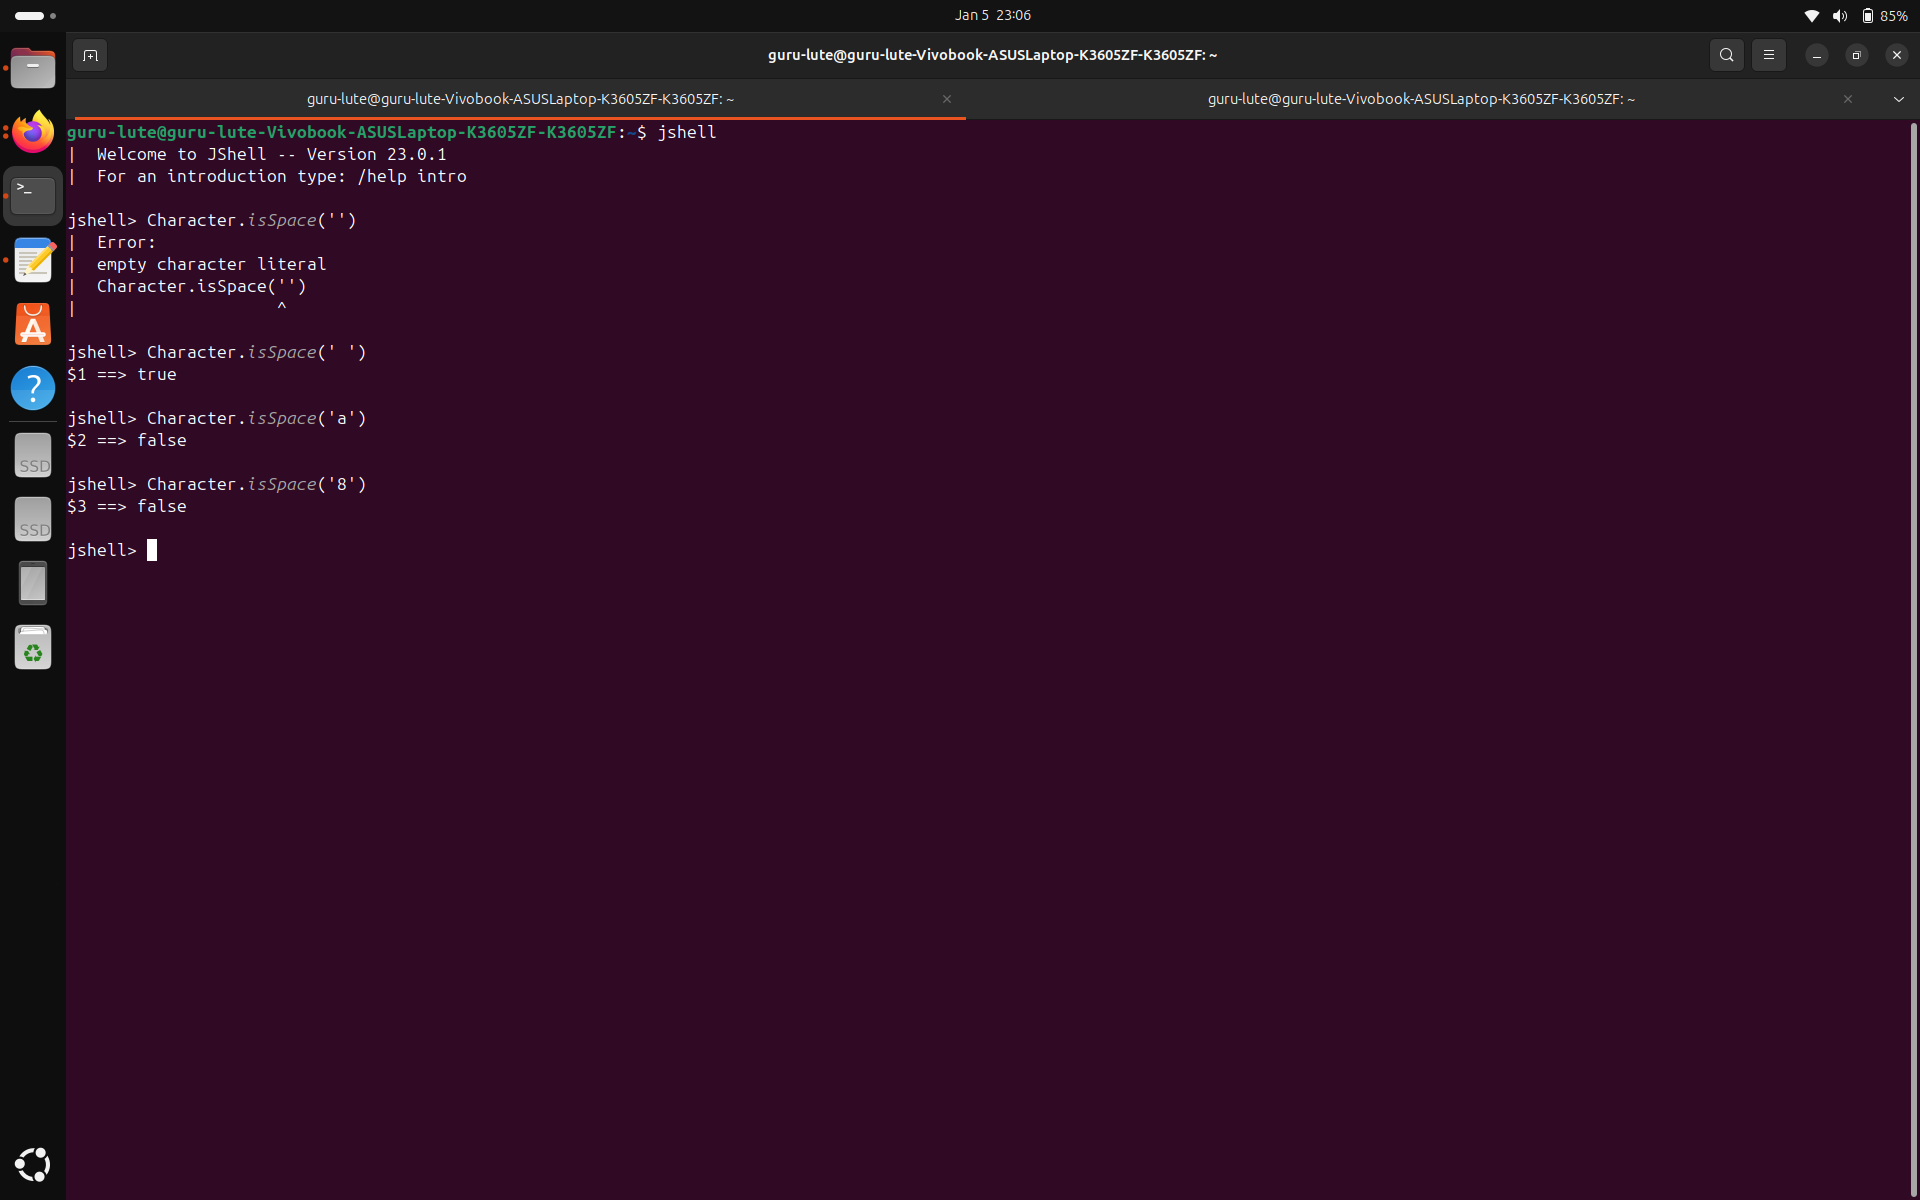 Jan 5 23:06
85%
guru-lute@guru-lute-Vivobook-ASUSLaptop-K3605ZF-K3605ZF: ~
guru-lute@guru-lute-Vivobook-ASUSLaptop-K3605ZF-K3605ZF: ~
guru-lute@guru-lute-Vivobook-ASUSLaptop-K3605ZF-K3605ZF: ~
guru-lute@guru-lute-Vivobook-ASUSLaptop-K3605ZF-K3605ZF:~$ jshell
|  Welcome to JShell -- Version 23.0.1
|  For an introduction type: /help intro
jshell> Character.isSpace('')
|  Error:
|  empty character literal
|  Character.isSpace('')
|                    ^
jshell> Character.isSpace(' ')
$1 ==> true
jshell> Character.isSpace('a')
$2 ==> false
jshell> Character.isSpace('8')
$3 ==> false
jshell>
>_
?
SSD
SSD